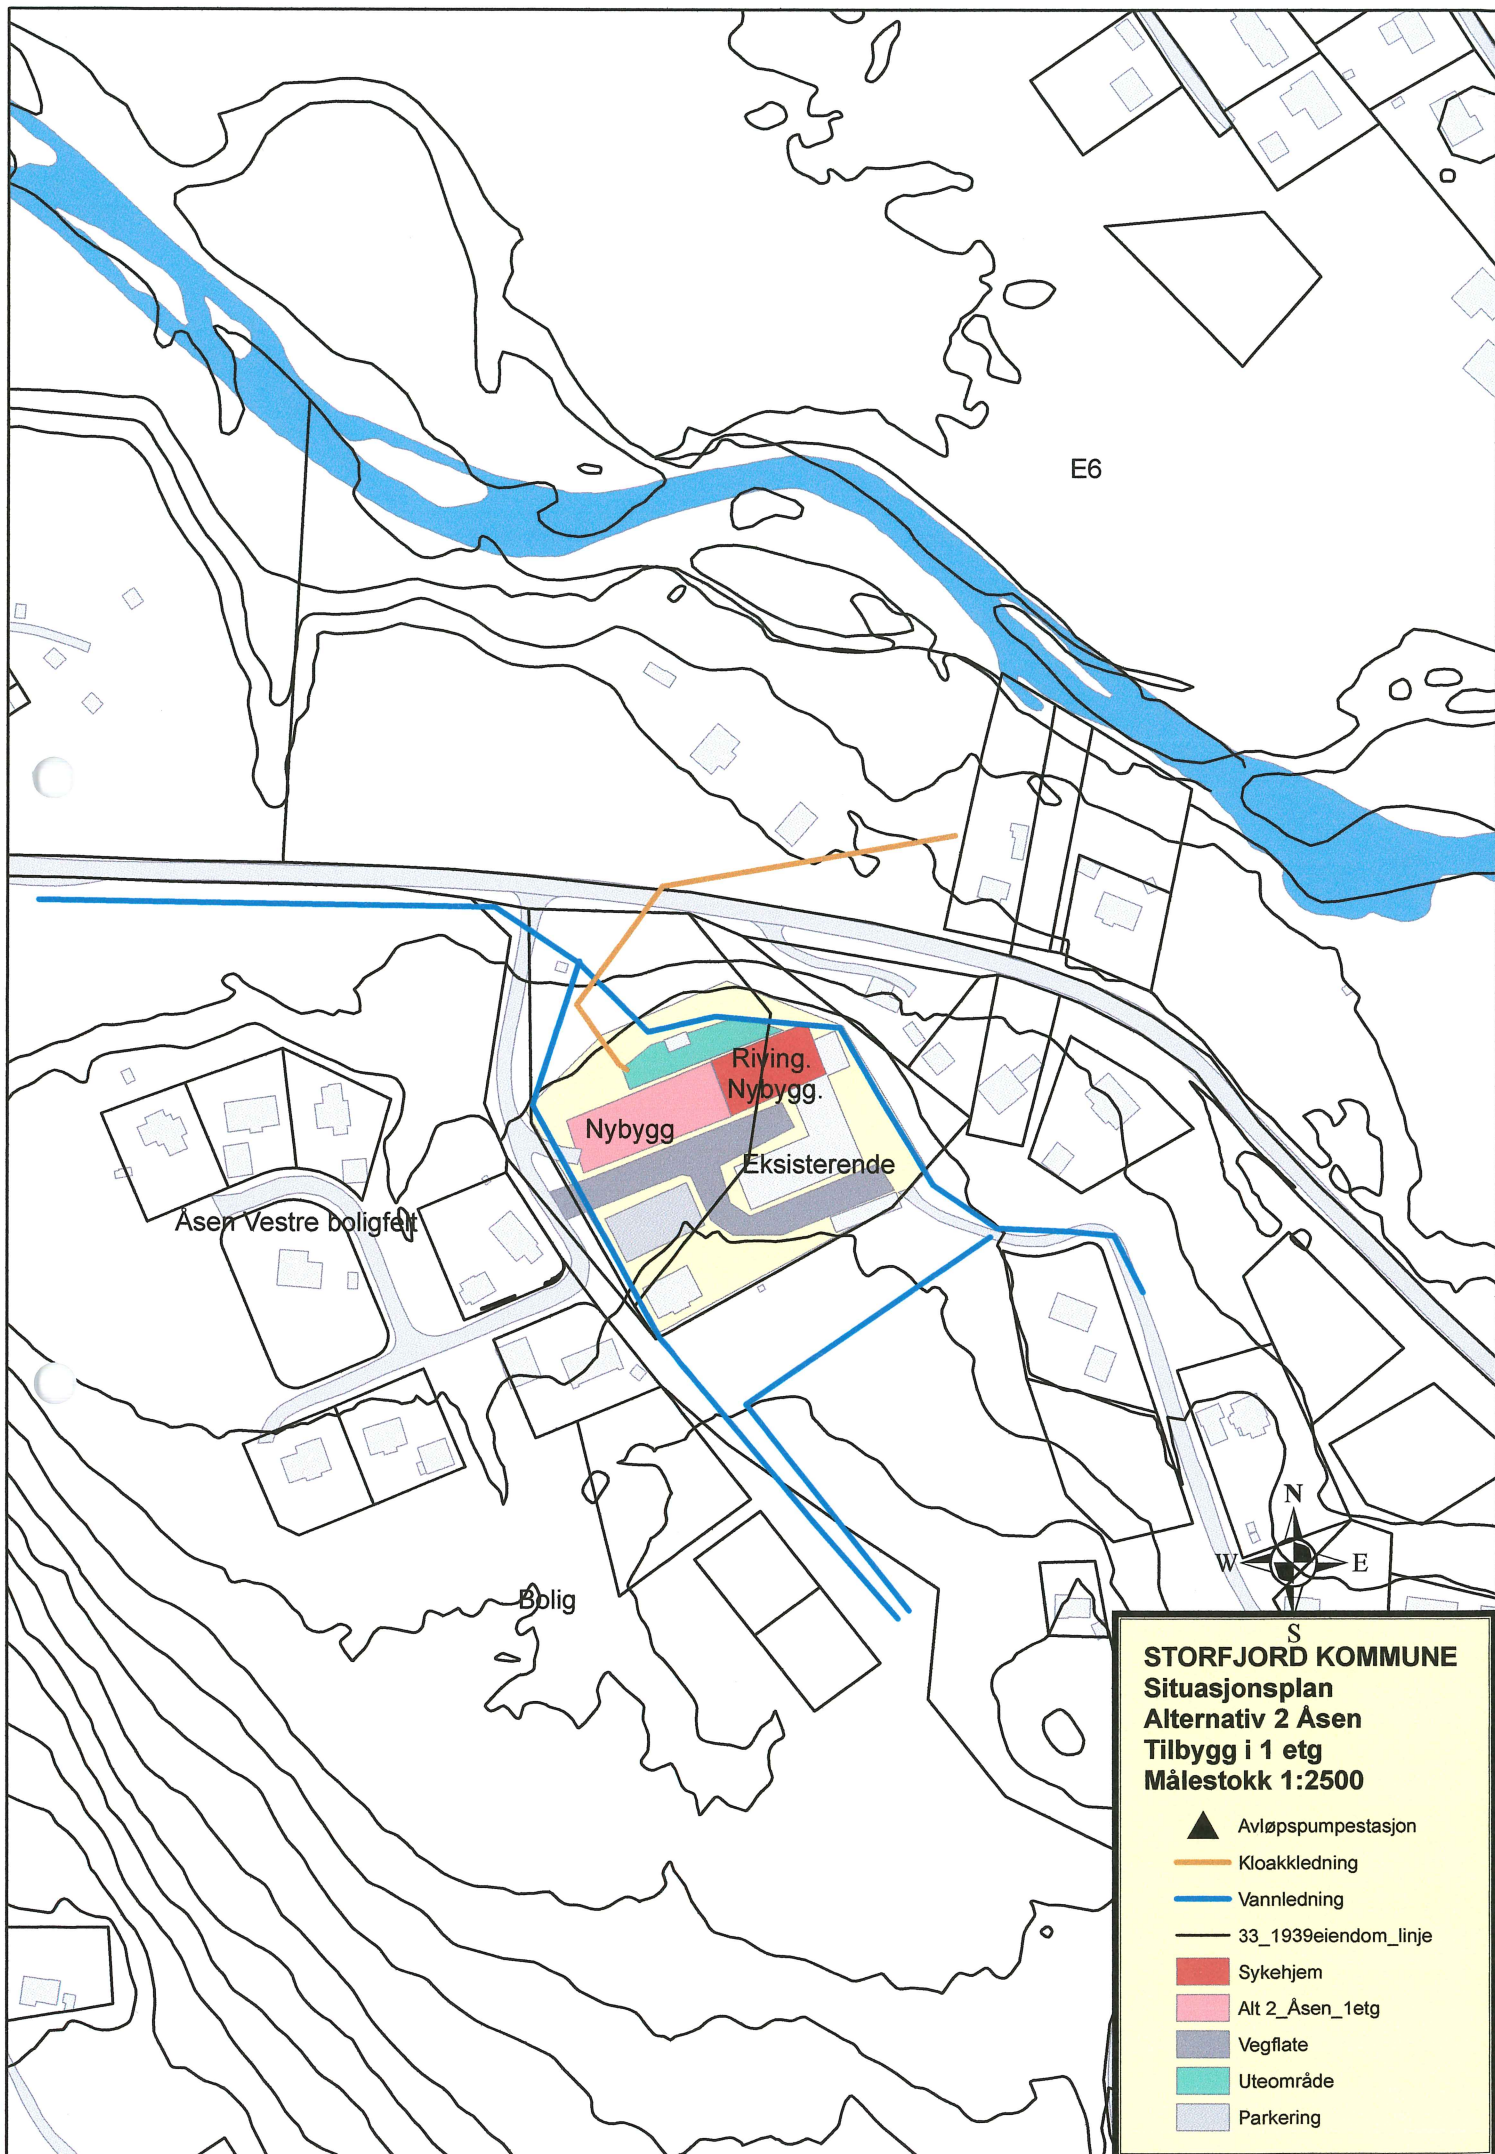 E6
Riving.
Nybygg.
Nybygg
Eksisterende
Åsen Vestre boligfelt
Bolig
N
W E
S
STORFJORD KOMMUNE
Situasjonsplan
Alternativ 2 Åsen
Tilbygg i 1 etg
Målestokk 1:2500
Avløpspumpestasjon
Kloakkledning
Vannledning
33_1939eiendom_linje
Sykehjem
Alt 2_Åsen_1etg
Vegflate
Uteområde
Parkering